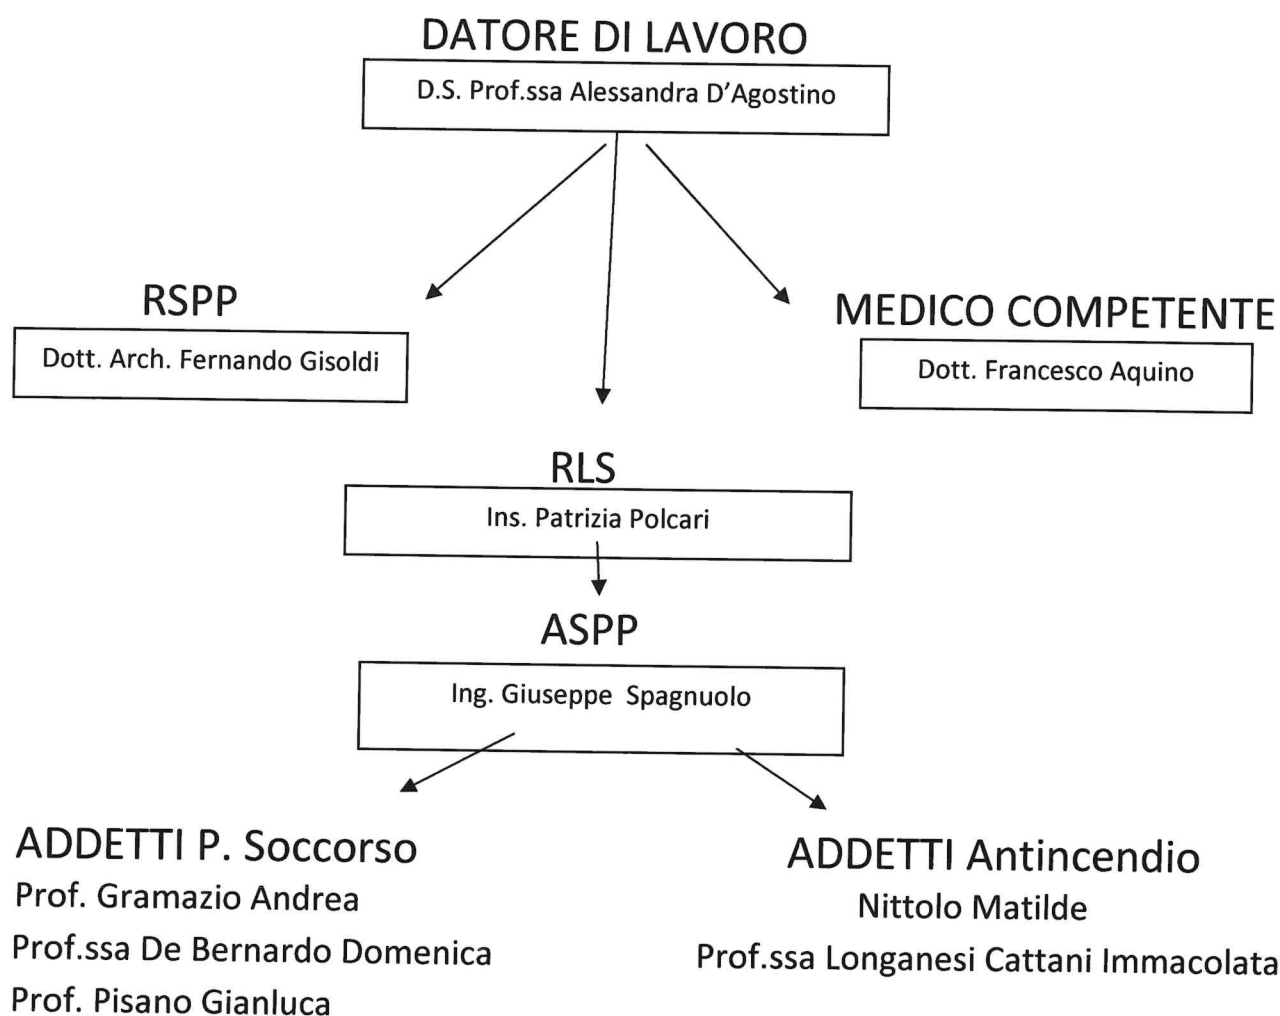 DATORE DI LAVORO
D.S. Prof.ssa Alessandra D'Agostino
RSPP
Dott. Arch. Fernando Gisoldi
MEDICO COMPETENTE
Dott. Francesco Aquino
RLS
Ins. Patrizia Polcari
ASPP
Ing. Giuseppe Spagnuolo
ADDETTI P. Soccorso
Prof. Gramazio Andrea
Prof.ssa De Bernardo Domenica
Prof. Pisano Gianluca
ADDETTI Antincendio
Nittolo Matilde
Prof.ssa Longanesi Cattani Immacolata